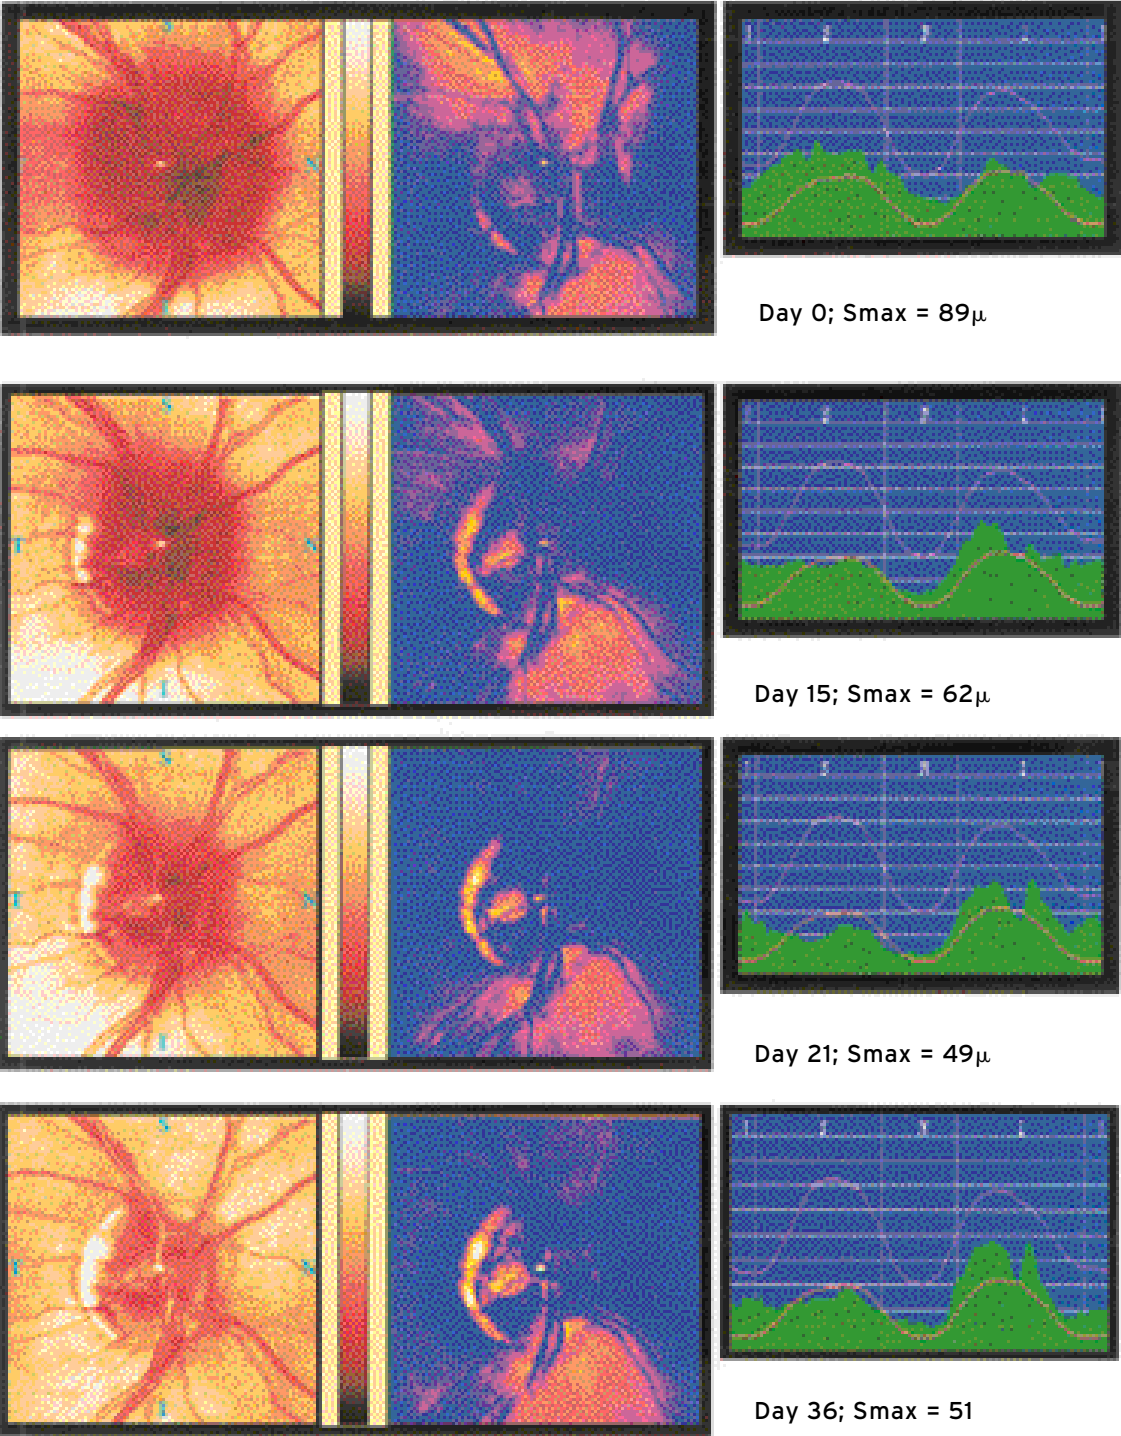 Day 0; Smax = 89μ
Day 15; Smax = 62μ
Day 21; Smax = 49μ
Day 36; Smax = 51